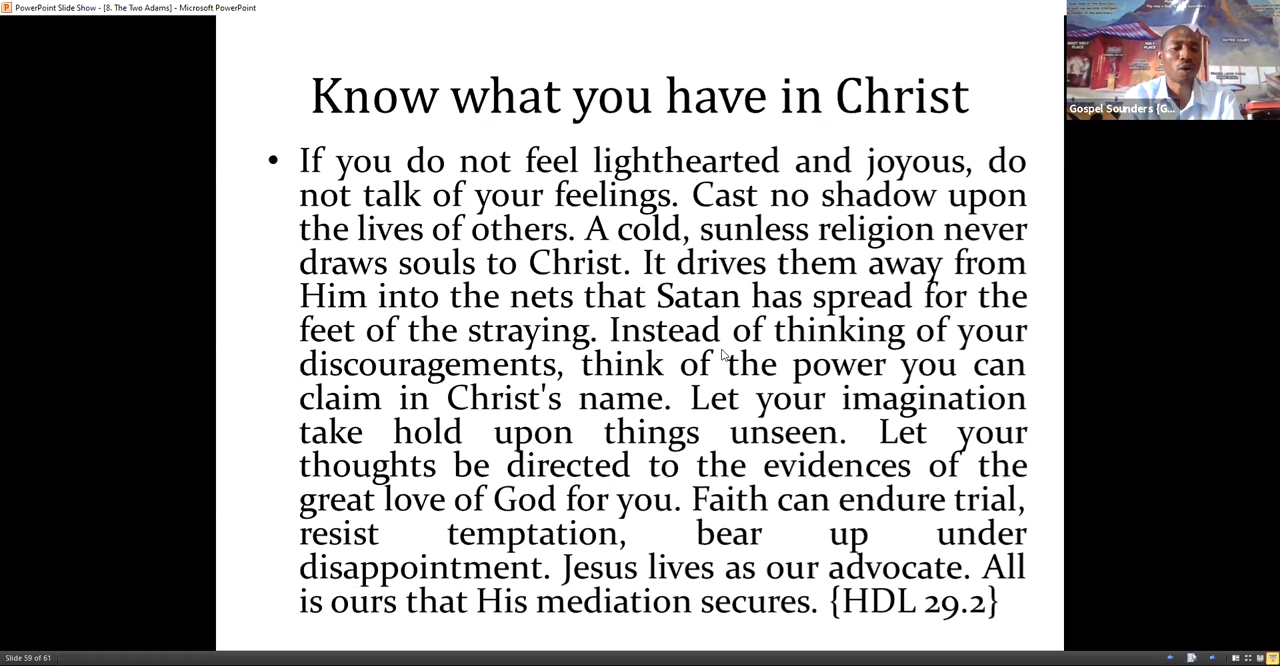 PowerPoint Slide Show - [8. The Two Adams] - Microsoft PowerPoint
Know what you have in Christ
• If you do not feel lighthearted and joyous, do
not talk of your feelings. Cast no shadow upon
the lives of others. A cold, sunless religion never
draws souls to Christ. It drives them away from
Him into the nets that Satan has spread for the
feet of the straying. Instead of thinking of your
discouragements, think of the power you can
claim in Christ's name. Let your imagination
take hold upon things unseen. Let your
thoughts be directed to the evidences of the
great love of God for you. Faith can endure trial,
resist temptation, bear up under
disappointment. Jesus lives as our advocate. All
is ours that His mediation secures. {HDL 29.2}
HOLY
PLACE
OUTER COURT
Gospel Sounders {G...
Slide 59 of 61